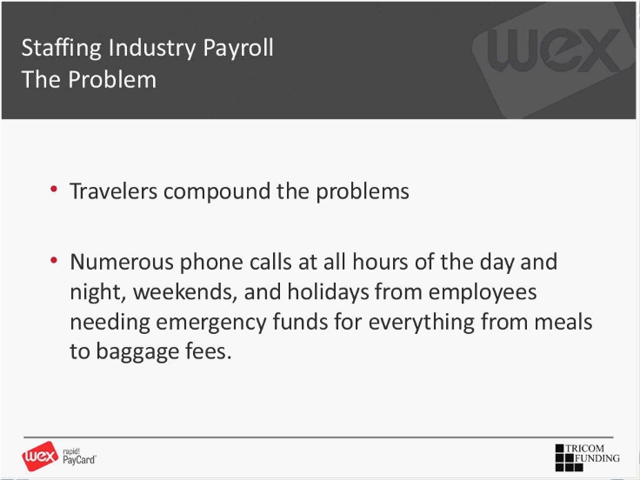 Staffing Industry Payroll
The Problem
wex
• Travelers compound the problems
• Numerous phone calls at all hours of the day and
night, weekends, and holidays from employees
needing emergency funds for everything from meals
to baggage fees.
wex rapid!
PayCard
TRICOM
FUNDING